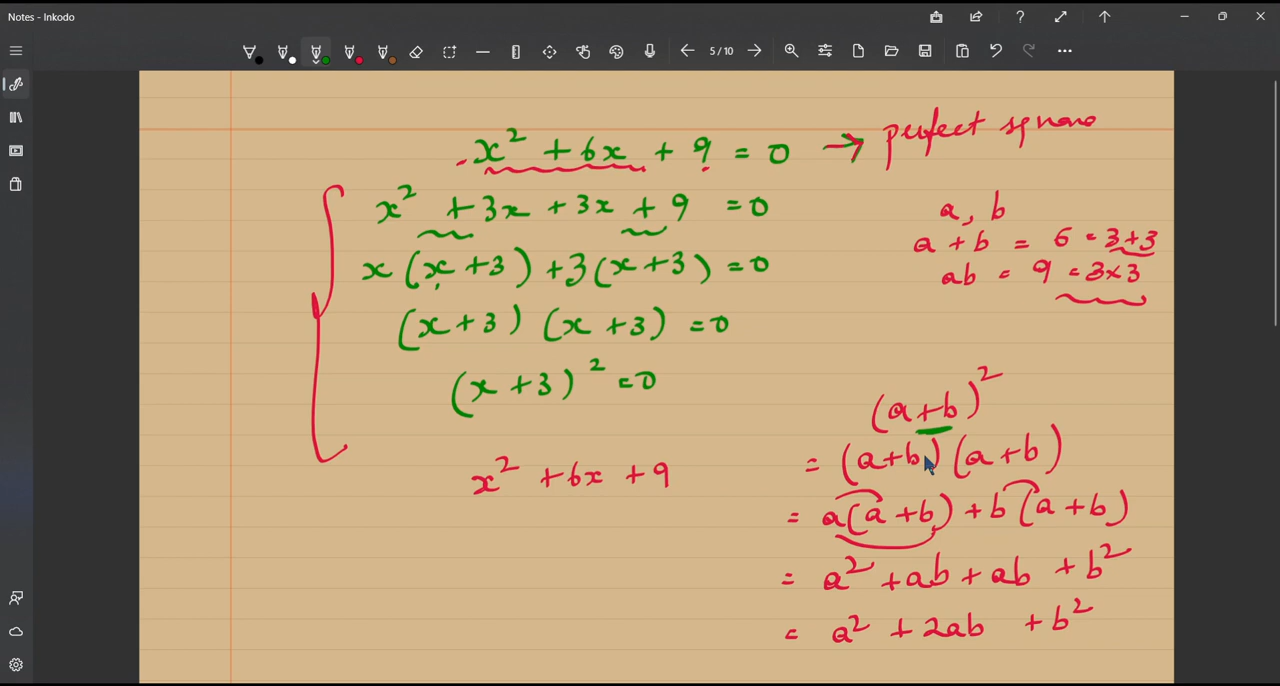 Notes - Inkodo
5/10
x² + 6x + 9 = 0 → perfect square
x² + 3x + 3x + 9 = 0
x (x + 3) + 3 (x + 3) = 0
(x + 3) (x + 3) = 0
(x + 3)² = 0
x² + 6x + 9
a, b
a + b = 6 = 3 + 3
ab = 9 = 3 × 3
(a + b)²
= (a + b) (a + b)
= a (a + b) + b (a + b)
= a² + ab + ab + b²
= a² + 2ab + b²